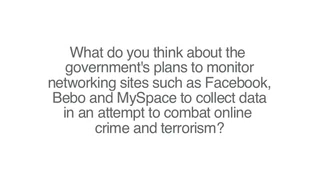 What do you think about the
government's plans to monitor
networking sites such as Facebook,
Bebo and MySpace to collect data
in an attempt to combat online
crime and terrorism?